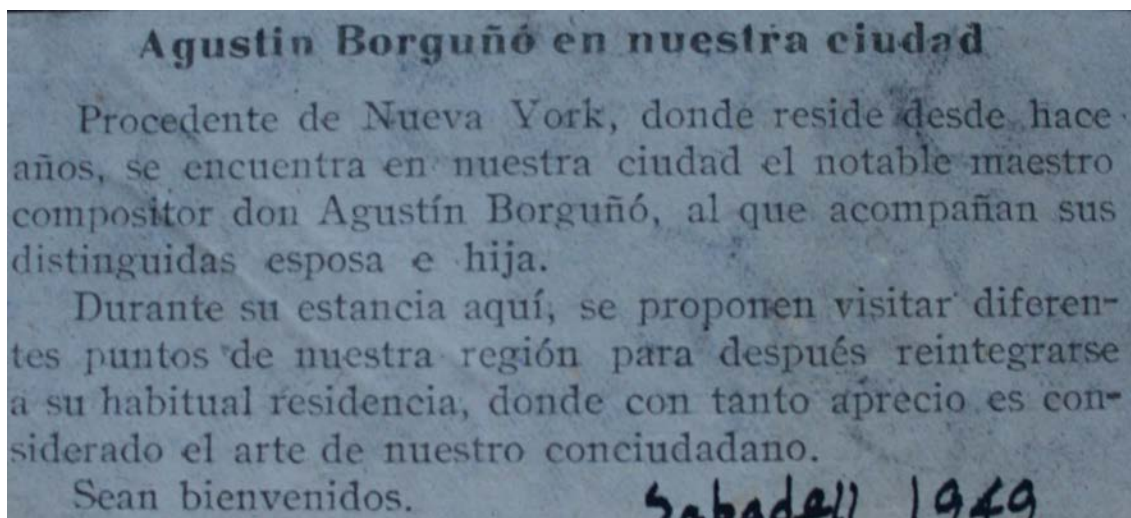 Agustin Borguñó en nuestra ciudad
Procedente de Nueva York, donde reside desde hace
años, se encuentra en nuestra ciudad el notable maestro
compositor don Agustín Borguñó, al que acompañan sus
distinguidas esposa e hija.
Durante su estancia aquí, se proponen visitar diferen-
tes puntos de nuestra región para después reintegrarse
a su habitual residencia, donde con tanto aprecio es con-
siderado el arte de nuestro conciudadano.
Sean bienvenidos.
Sabadell 1949